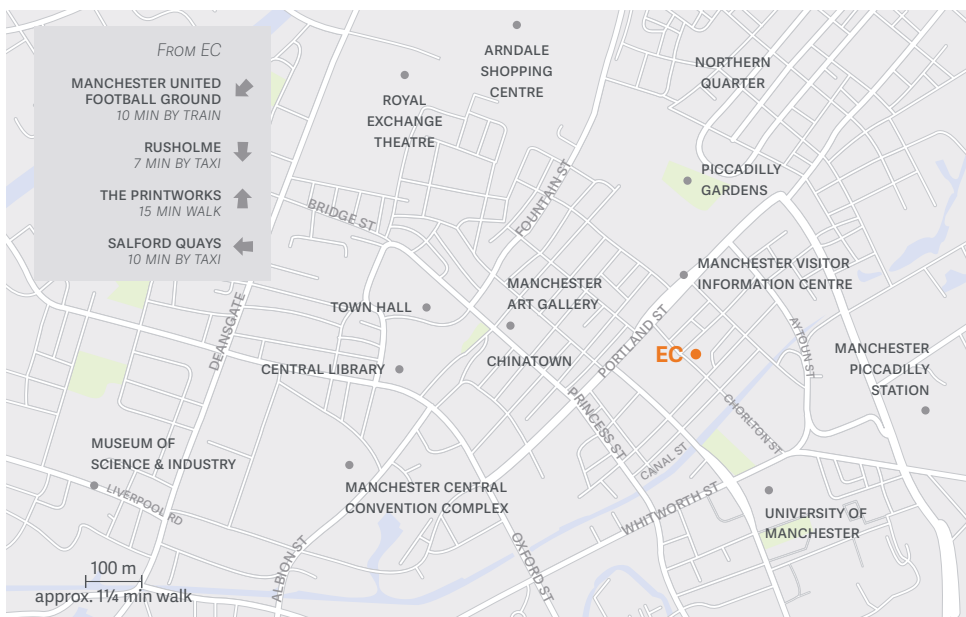 FROM EC
MANCHESTER UNITED
FOOTBALL GROUND
10 MIN BY TRAIN
RUSHOLME
7 MIN BY TAXI
THE PRINTWORKS
15 MIN WALK
SALFORD QUAYS
10 MIN BY TAXI
ARNDALE
SHOPPING
CENTRE
ROYAL
EXCHANGE
THEATRE
NORTHERN
QUARTER
PICCADILLY
GARDENS
BRIDGE ST
FOUNTAIN ST
MANCHESTER VISITOR
INFORMATION CENTRE
MANCHESTER
ART GALLERY
TOWN HALL
DEANSGATE
CHINATOWN
PORTLAND ST
EC
AYTOUN ST
MANCHESTER
PICCADILLY
STATION
CENTRAL LIBRARY
PRINCESS ST
CHORLTON ST
MUSEUM OF
SCIENCE & INDUSTRY
LIVERPOOL RD
CANAL ST
MANCHESTER CENTRAL
CONVENTION COMPLEX
WHITWORTH ST
UNIVERSITY OF
MANCHESTER
ALBION ST
OXFORD ST
100 m
approx. 1¼ min walk